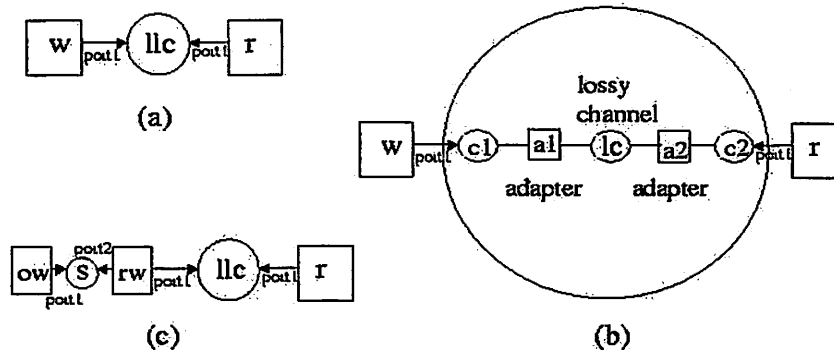 w
port1
llc
port1
r
(a)
lossy
channel
w
port1
c1
a1
lc
a2
c2
port1
r
adapter
adapter
ow
port1
s
port2
rw
port1
llc
port1
r
(c)
(b)